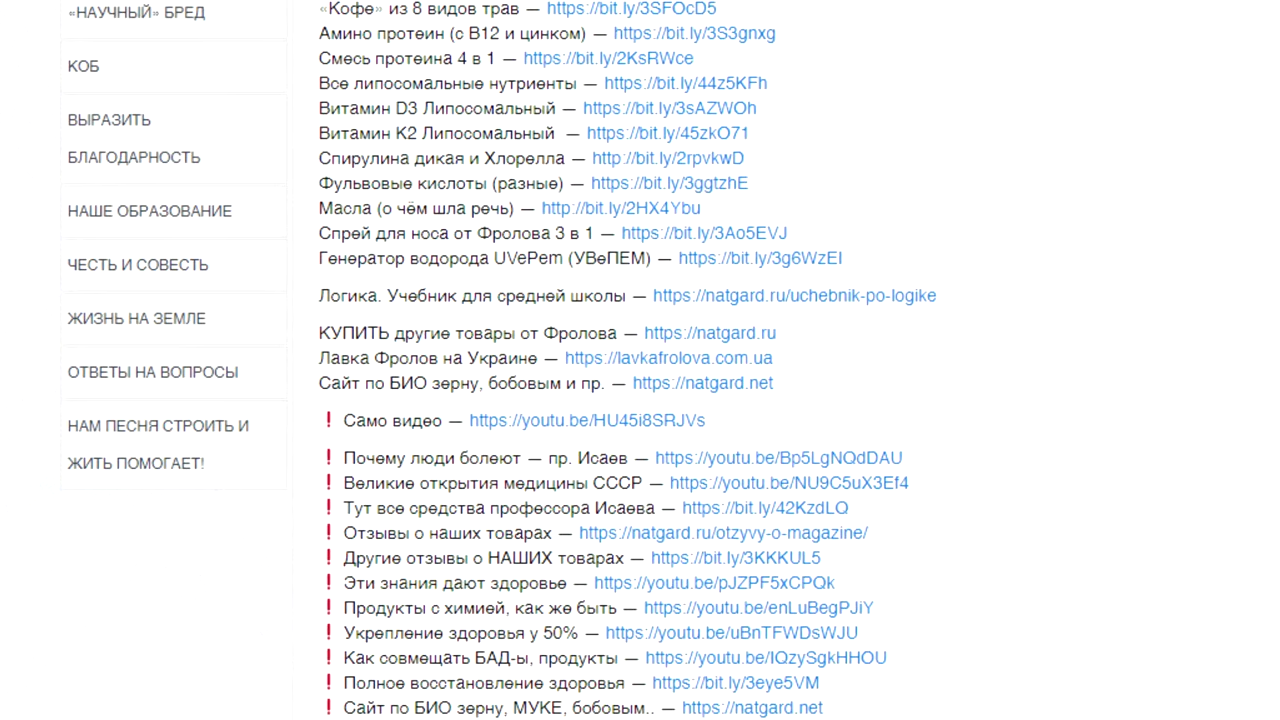 «НАУЧНЫЙ» БРЕД
КОБ
ВЫРАЗИТЬ
БЛАГОДАРНОСТЬ
НАШЕ ОБРАЗОВАНИЕ
ЧЕСТЬ И СОВЕСТЬ
ЖИЗНЬ НА ЗЕМЛЕ
ОТВЕТЫ НА ВОПРОСЫ
НАМ ПЕСНЯ СТРОИТЬ И
ЖИТЬ ПОМОГАЕТ!
«Кофе» из 8 видов трав — https://bit.ly/3SFOcD5
Амино протеин (с В12 и цинком) — https://bit.ly/3S3gnxg
Смесь протеина 4 в 1 — https://bit.ly/2KsRWce
Все липосомальные нутриенты — https://bit.ly/44z5KFh
Витамин D3 Липосомальный — https://bit.ly/3sAZWOh
Витамин K2 Липосомальный — https://bit.ly/45zkO71
Спирулина дикая и Хлорелла — http://bit.ly/2rpvkwD
Фульвовые кислоты (разные) — https://bit.ly/3ggtzhE
Масла (о чём шла речь) — http://bit.ly/2HX4Ybu
Спрей для носа от Фролова 3 в 1 — https://bit.ly/3Ao5EVJ
Генератор водорода UVePem (УВеПЕМ) — https://bit.ly/3g6WzEI
Логика. Учебник для средней школы — https://natgard.ru/uchebnik-po-logike
КУПИТЬ другие товары от Фролова — https://natgard.ru
Лавка Фролов на Украине — https://lavkafrolova.com.ua
Сайт по БИО зерну, бобовым и пр. — https://natgard.net
❗ Само видео — https://youtu.be/HU45i8SRJVs
❗ Почему люди болеют — пр. Исаев — https://youtu.be/Bp5LgNQdDAU
❗ Великие открытия медицины СССР — https://youtu.be/NU9C5uX3Ef4
❗ Тут все средства профессора Исаева — https://bit.ly/42KzdLQ
❗ Отзывы о наших товарах — https://natgard.ru/otzyvy-o-magazine/
❗ Другие отзывы о НАШИХ товарах — https://bit.ly/3KKKUL5
❗ Эти знания дают здоровье — https://youtu.be/pJZPF5xCPQk
❗ Продукты с химией, как же быть — https://youtu.be/enLuBegPJiY
❗ Укрепление здоровья у 50% — https://youtu.be/uBnTFWDsWJU
❗ Как совмещать БАД-ы, продукты — https://youtu.be/IQzySgkHHOU
❗ Полное восстановление здоровья — https://bit.ly/3eye5VM
❗ Сайт по БИО зерну, МУКЕ, бобовым.. — https://natgard.net